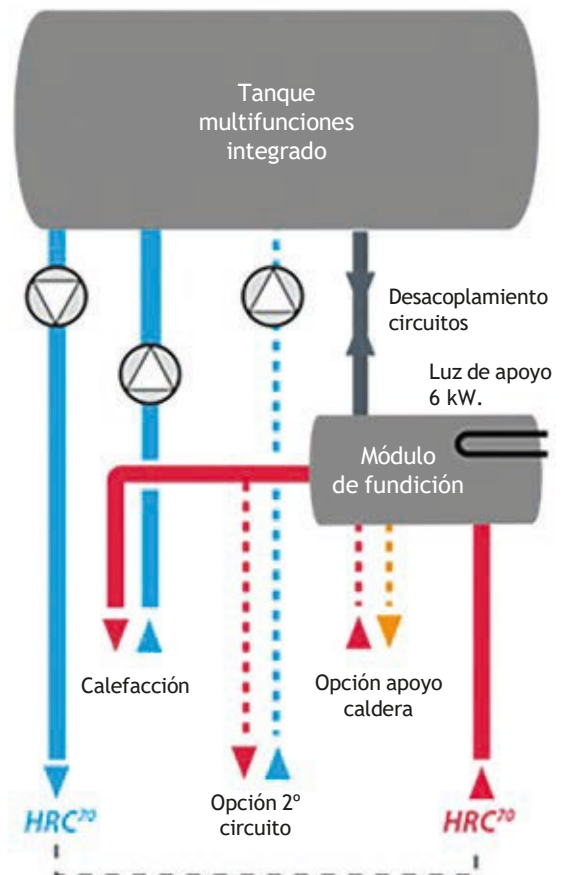 Tanque
multifunciones
integrado
Desacoplamiento
circuitos
Luz de apoyo
6 kW.
Módulo
de fundición
Calefacción
Opción apoyo
caldera
Opción 2º
circuito
HRC⁷⁰
HRC⁷⁰